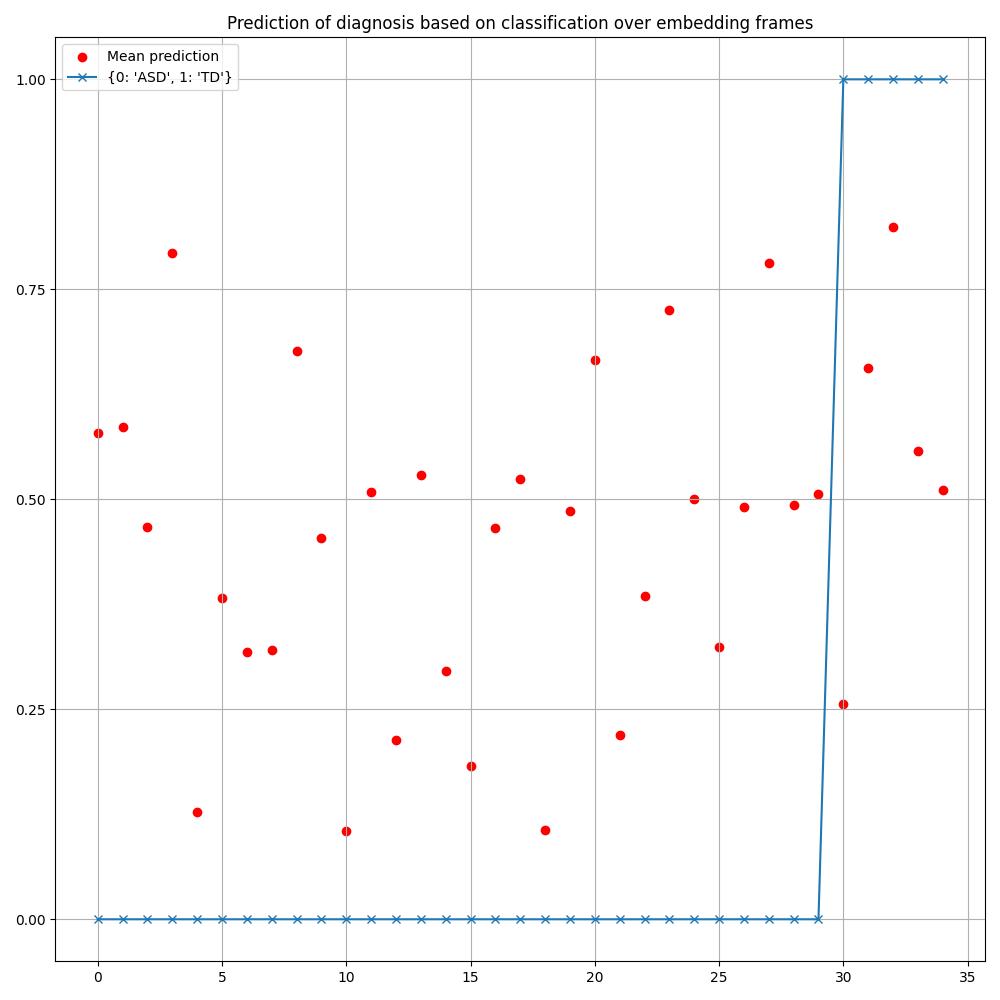 Prediction of diagnosis based on classification over embedding frames
Mean prediction
{0: 'ASD', 1: 'TD'}
1.00
0.75
0.50
0.25
0.00
0 5 10 15 20 25 30 35